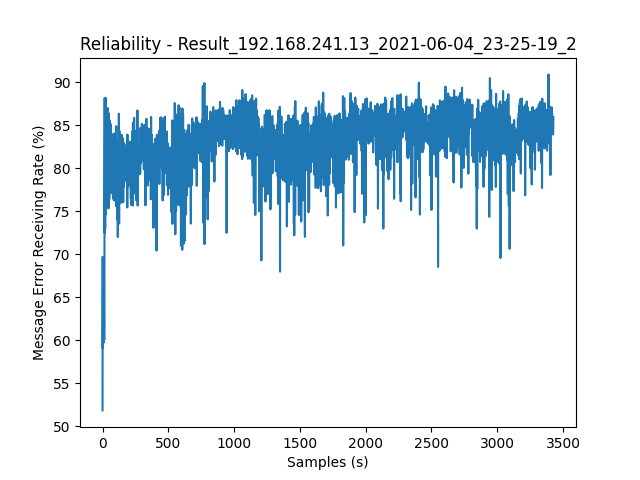 Reliability - Result_192.168.241.13_2021-06-04_23-25-19_2
90
85
80
75
70
65
60
55
50
Message Error Receiving Rate (%)
0 500 1000 1500 2000 2500 3000 3500
Samples (s)